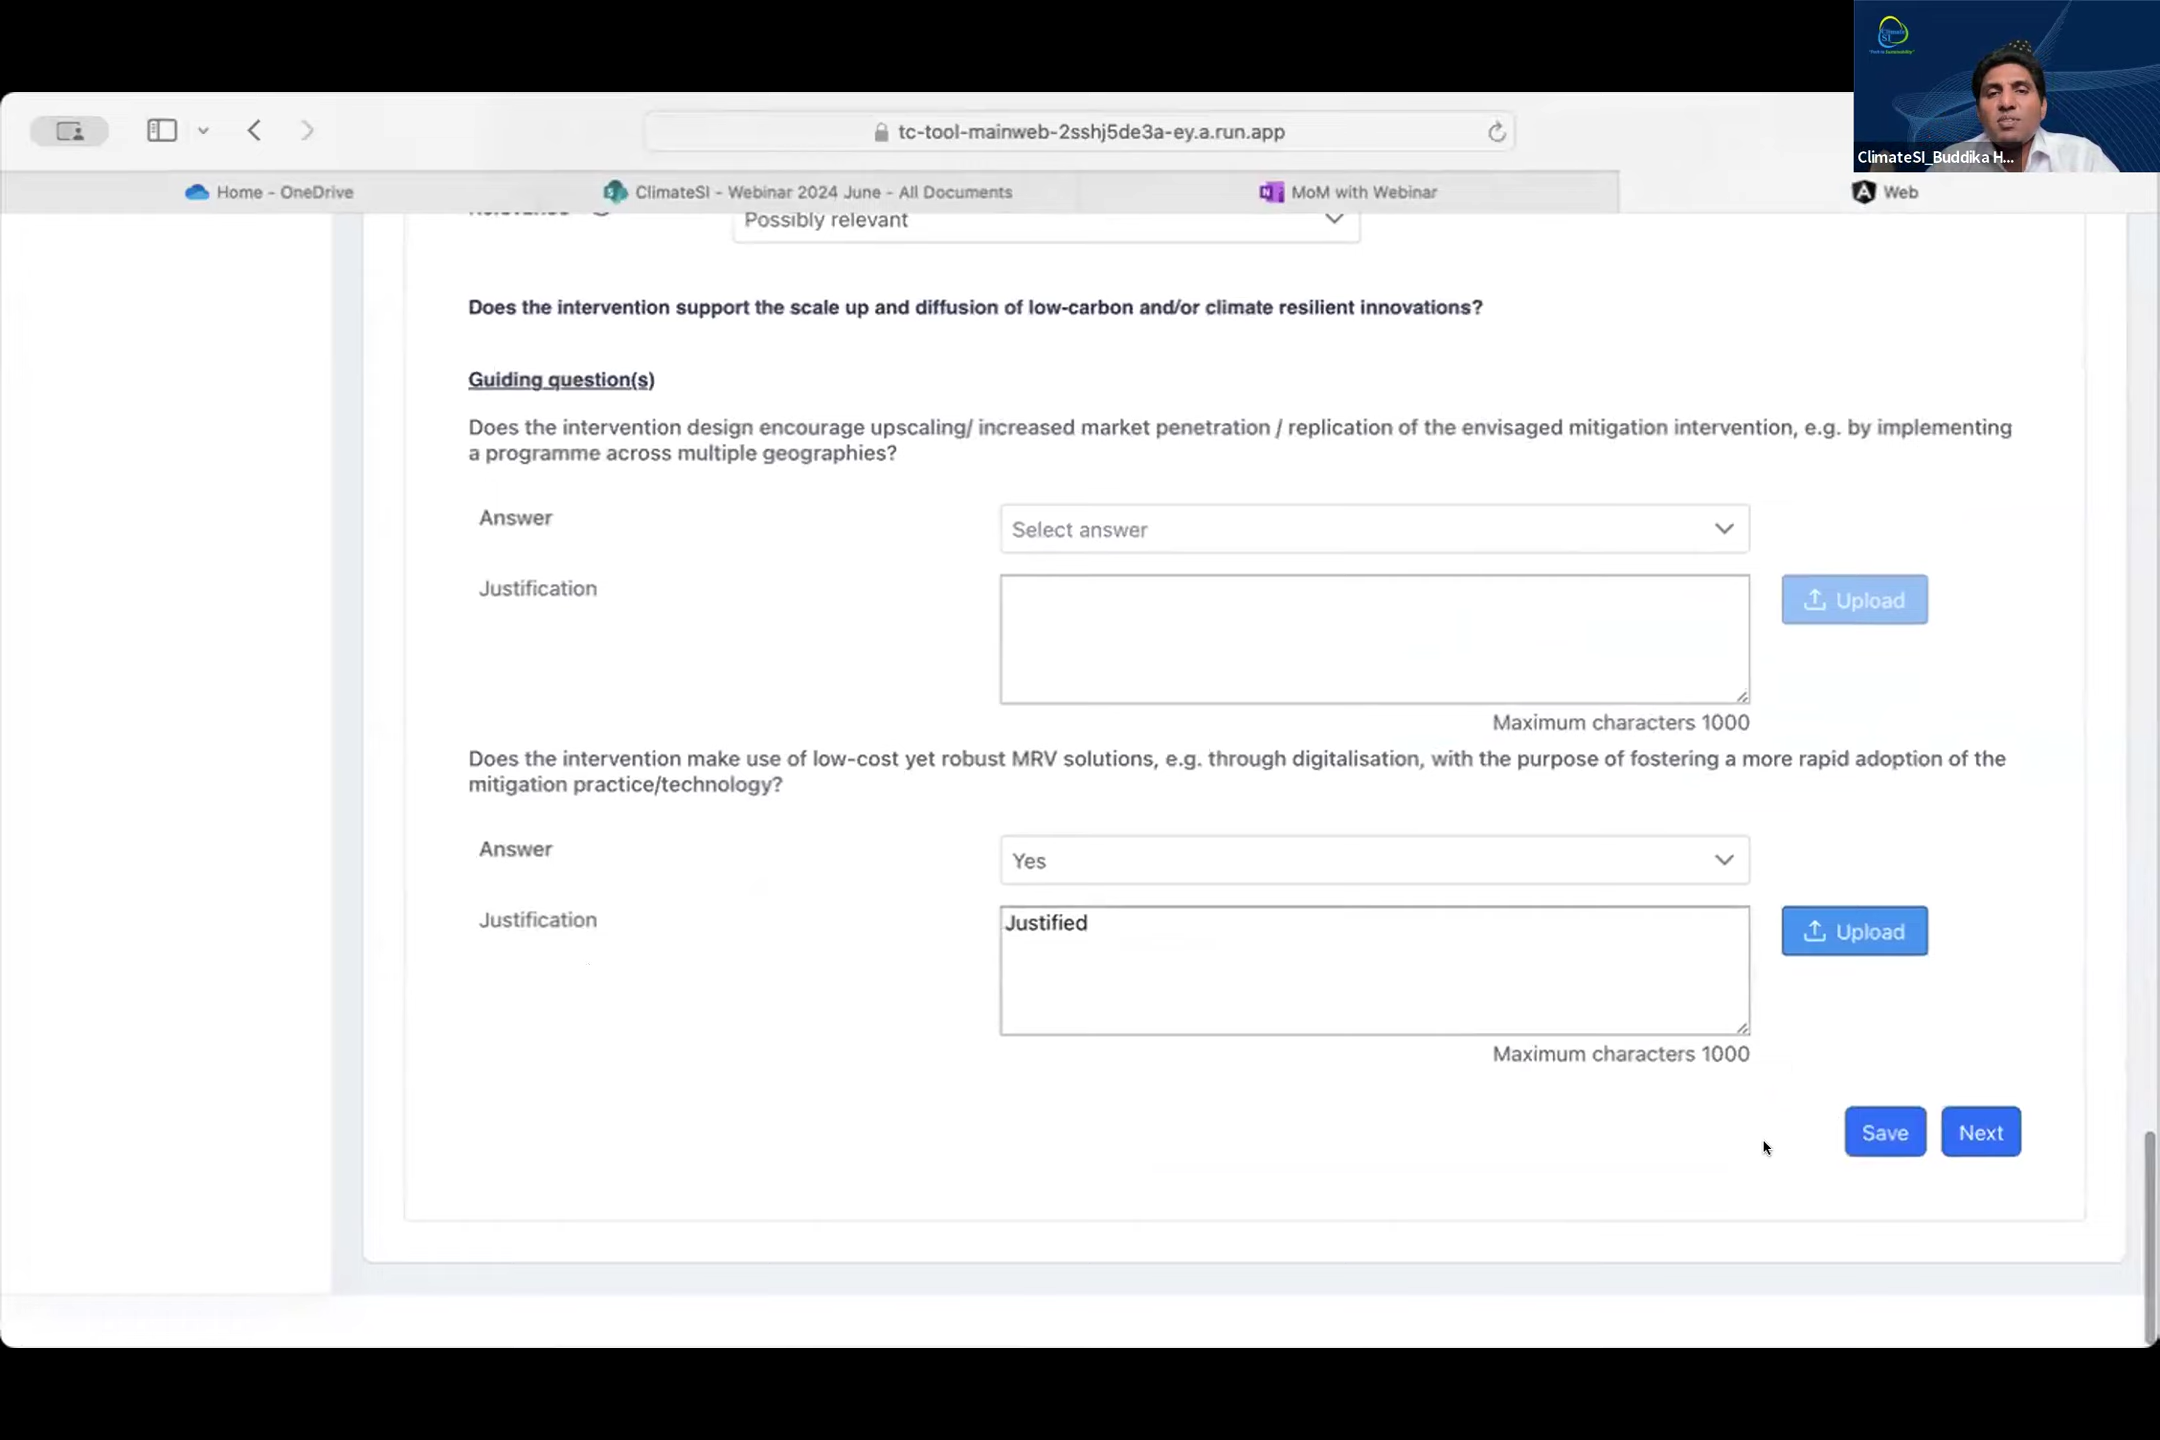 ClimateSI_Buddika H...
tc-tool-mainweb-2sshj5de3a-ey.a.run.app
Home - OneDrive
ClimateSI - Webinar 2024 June - All Documents
MoM with Webinar
Web
Possibly relevant
Does the intervention support the scale up and diffusion of low-carbon and/or climate resilient innovations?
Guiding question(s)
Does the intervention design encourage upscaling/ increased market penetration / replication of the envisaged mitigation intervention, e.g. by implementing
a programme across multiple geographies?
Answer
Select answer
Justification
Upload
Maximum characters 1000
Does the intervention make use of low-cost yet robust MRV solutions, e.g. through digitalisation, with the purpose of fostering a more rapid adoption of the
mitigation practice/technology?
Answer
Yes
Justification
Justified
Upload
Maximum characters 1000
Save
Next